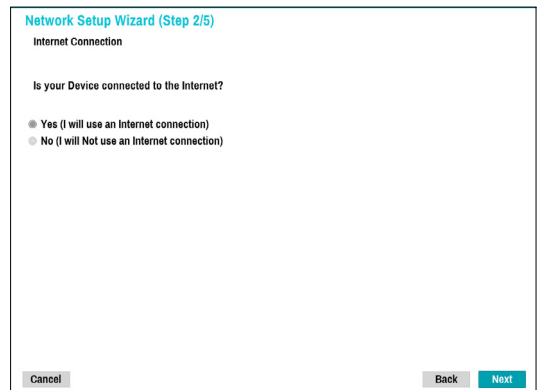 Network Setup Wizard (Step 2/5)
Internet Connection
Is your Device connected to the Internet?
Yes (I will use an Internet connection)
No (I will Not use an Internet connection)
Cancel Back Next